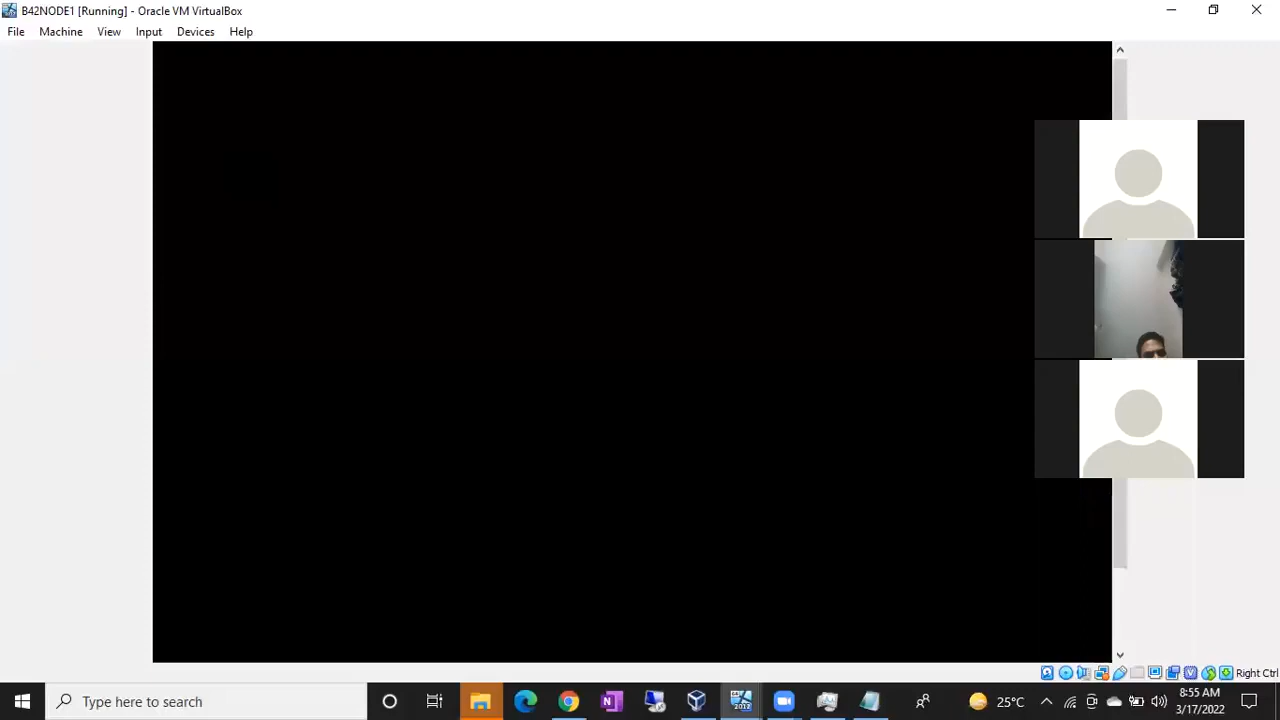 B42NODE1 [Running] - Oracle VM VirtualBox
File Machine View Input Devices Help
Right Ctrl
Type here to search
25°C
8:55 AM
3/17/2022